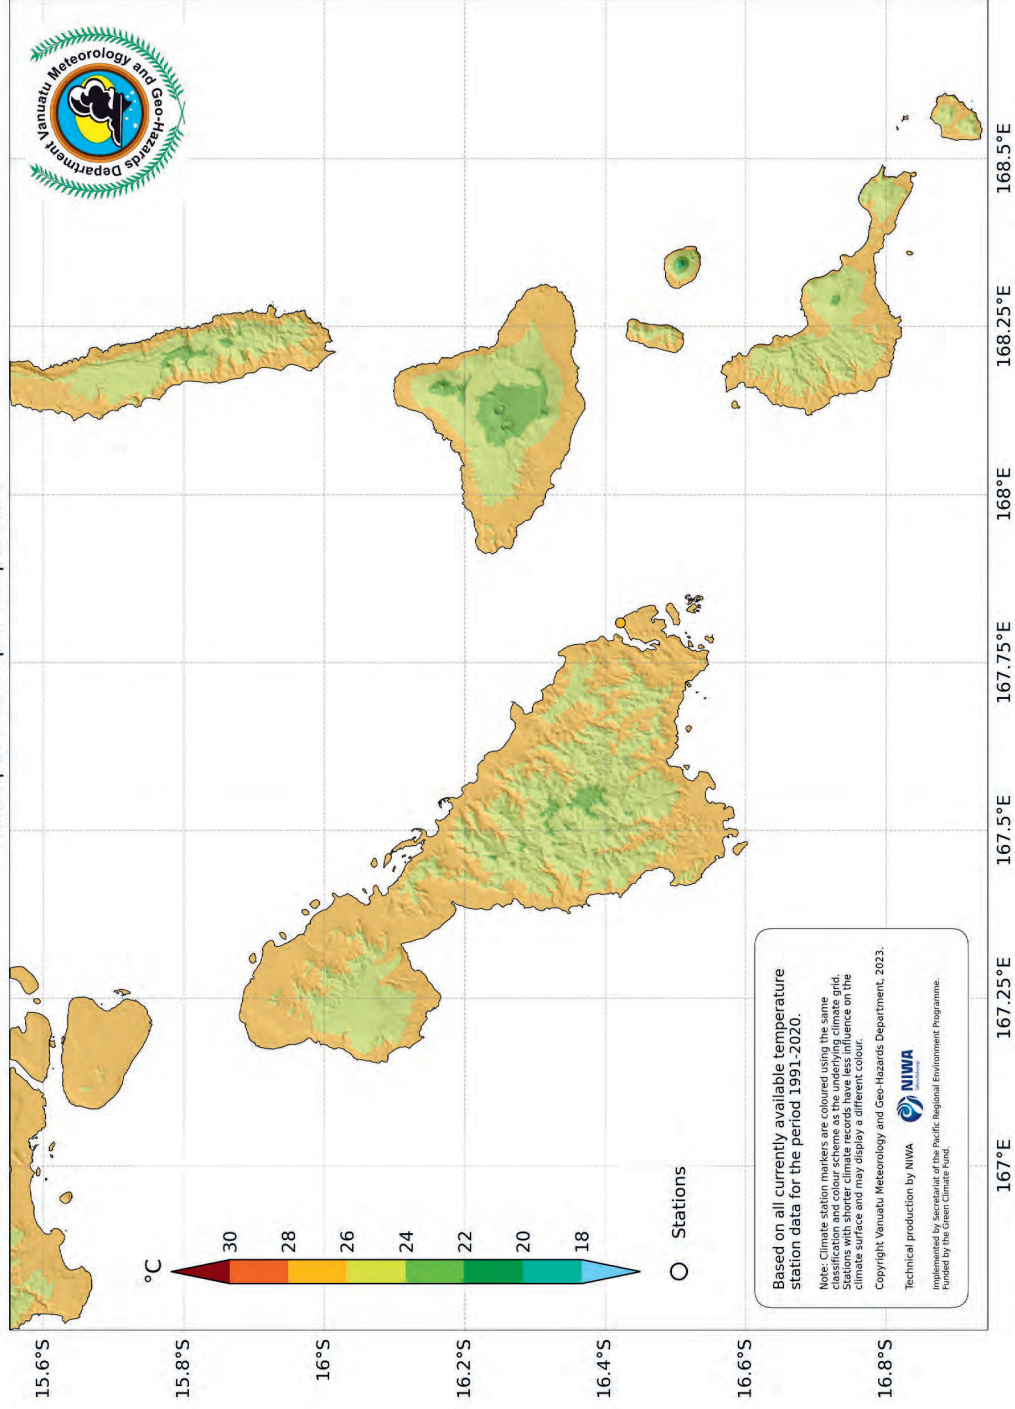 Vanuatu Meteorology and Geo-Hazards Department
°C
30
28
26
24
22
20
18
Stations
Based on all currently available temperature
station data for the period 1991-2020.
Note: Climate station markers are coloured using the same
classification and colour scheme as the underlying climate grid.
Stations with shorter climate records have less influence on the
climate surface and may display a different colour.
Copyright Vanuatu Meteorology and Geo-Hazards Department, 2023.
Technical production by NIWA
NIWA
Implemented by Secretariat of the Pacific Regional Environment Programme.
Funded by the Green Climate Fund.
15.6°S
15.8°S
16°S
16.2°S
16.4°S
16.6°S
16.8°S
167°E
167.25°E
167.5°E
167.75°E
168°E
168.25°E
168.5°E